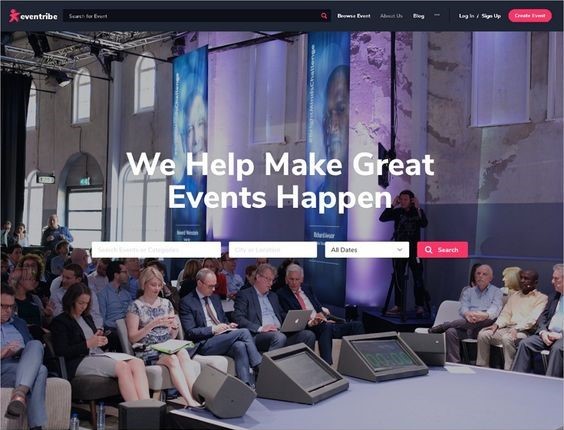 eventribe
Search for Event
Browse Event
About Us
Blog
Log In / Sign Up
Create Event
We Help Make Great
Events Happen
Search Events or Categories
City or Location
All Dates
Search